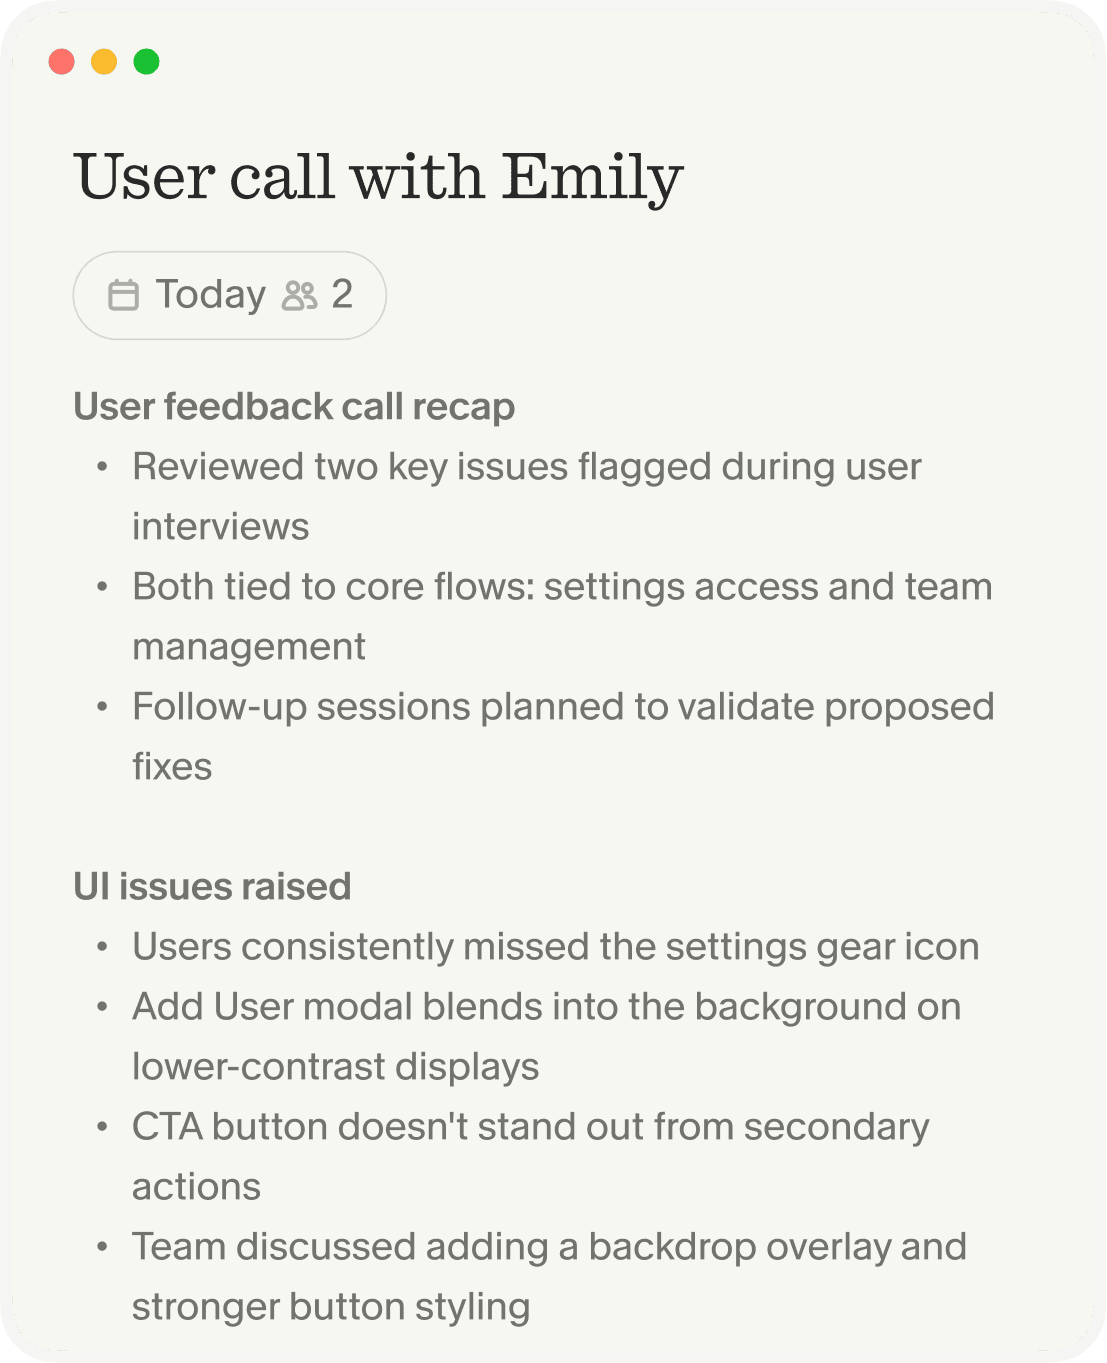 User call with Emily
Today 2
User feedback call recap
• Reviewed two key issues flagged during user
interviews
• Both tied to core flows: settings access and team
management
• Follow-up sessions planned to validate proposed
fixes
UI issues raised
• Users consistently missed the settings gear icon
• Add User modal blends into the background on
lower-contrast displays
• CTA button doesn't stand out from secondary
actions
• Team discussed adding a backdrop overlay and
stronger button styling